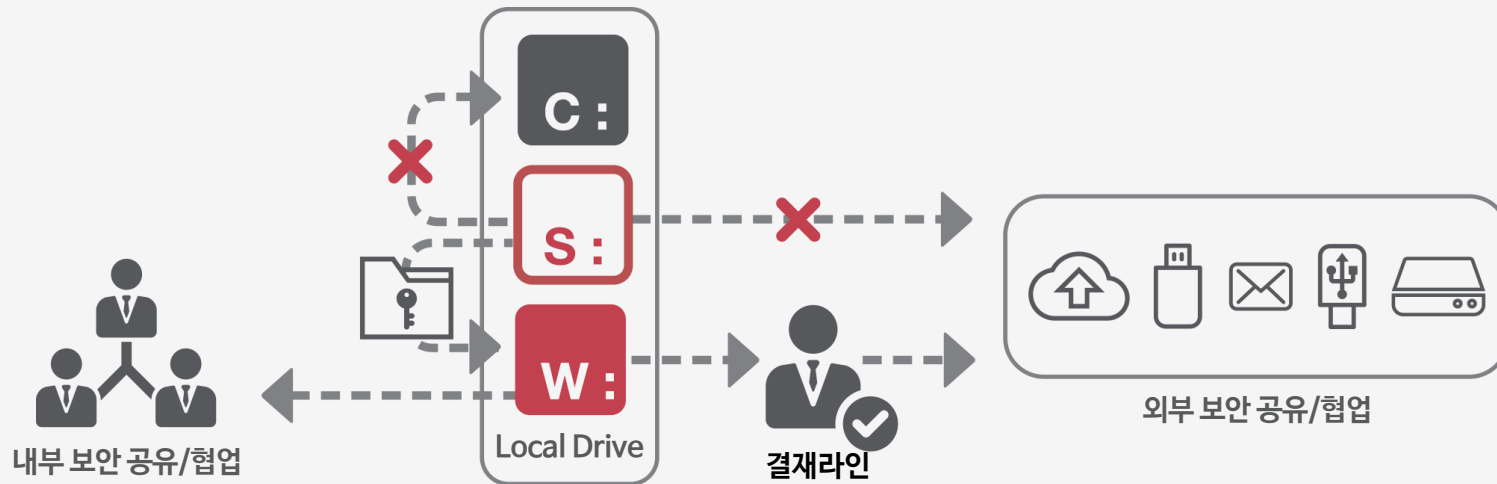 C :
S :
W :
Local Drive
내부 보안 공유/협업
결재라인
외부 보안 공유/협업